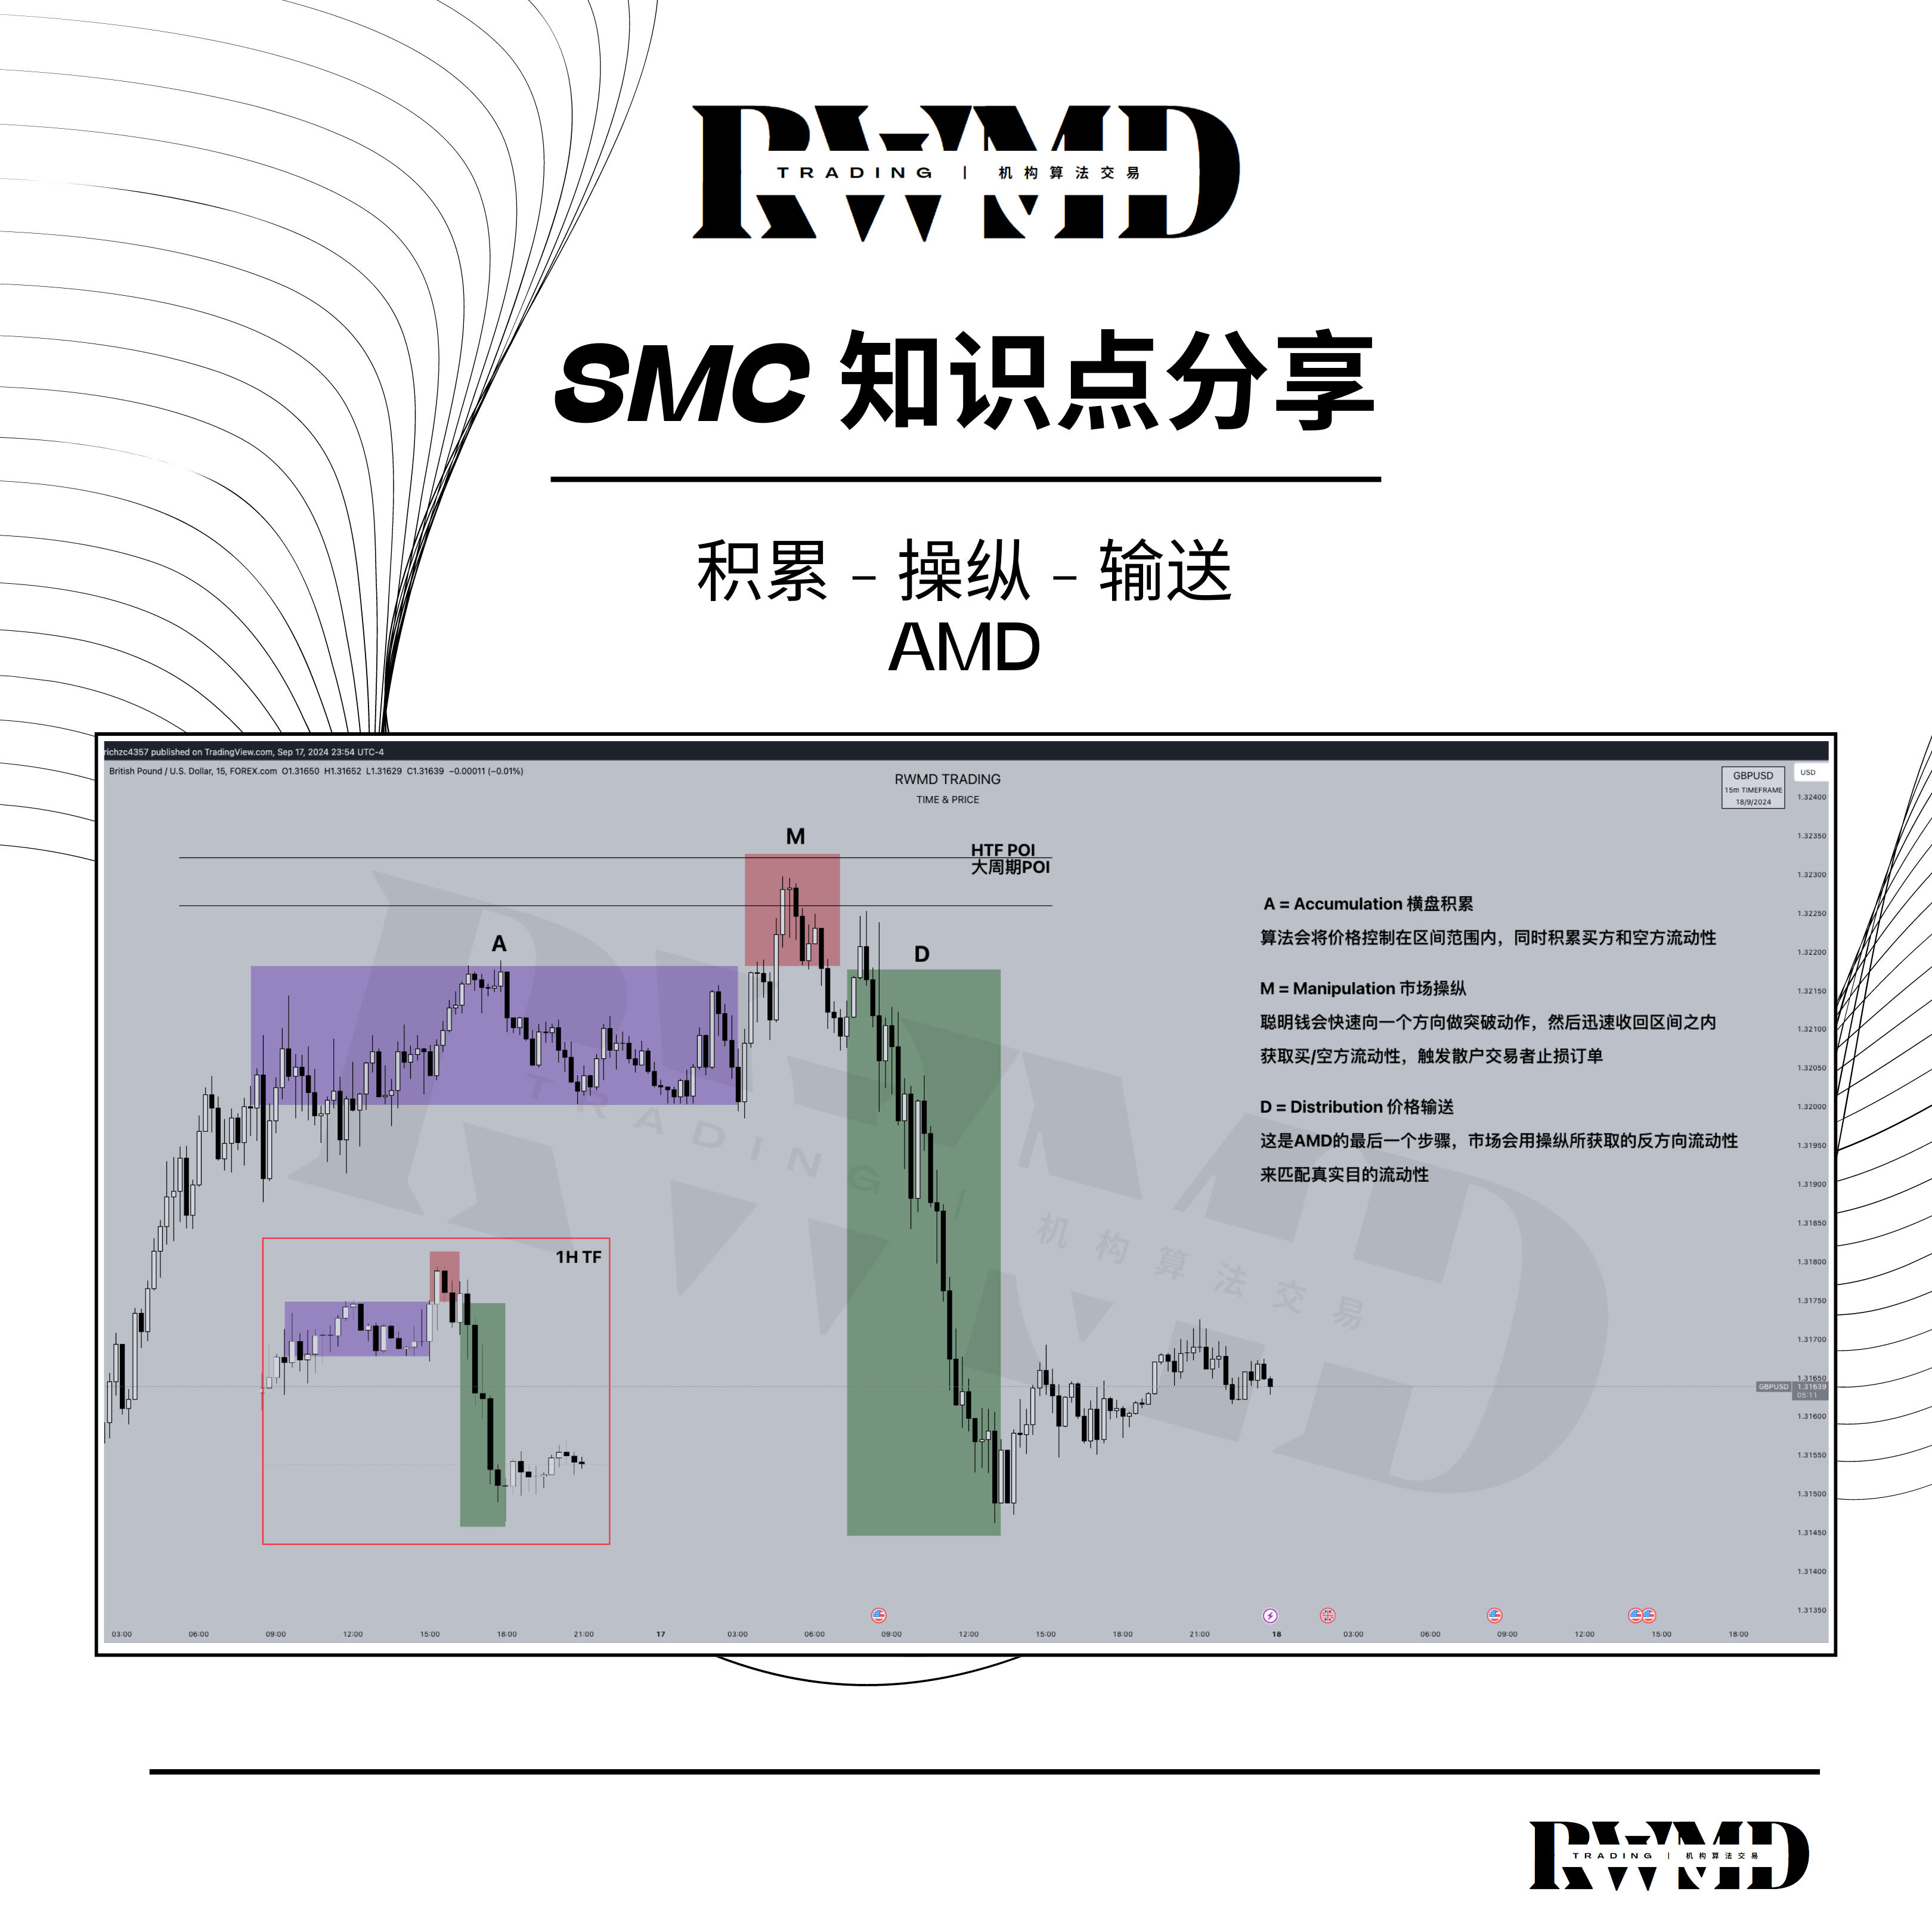 RWMD
TRADING | 机构算法交易
SMC 知识点分享
积累 - 操纵 - 输送
AMD
richzc4357 published on TradingView.com, Sep 17, 2024 23:54 UTC-4
British Pound / U.S. Dollar, 15, FOREX.com O1.31650 H1.31652 L1.31629 C1.31639 −0.00011 (−0.01%)
RWMD TRADING
TIME & PRICE
GBPUSD
15m TIMEFRAME
18/9/2024
USD
1.32400
1.32350
1.32300
1.32250
1.32200
1.32150
1.32100
1.32050
1.32000
1.31950
1.31900
1.31850
1.31800
1.31750
1.31700
1.31650
GBPUSD 1.31639
05:11
1.31600
1.31550
1.31500
1.31450
1.31400
1.31350
M
HTF POI
大周期POI
A
D
A = Accumulation 横盘积累
算法会将价格控制在区间范围内，同时积累买方和空方流动性
M = Manipulation 市场操纵
聪明钱会快速向一个方向做突破动作，然后迅速收回区间之内
获取买/空方流动性，触发散户交易者止损订单
D = Distribution 价格输送
这是AMD的最后一个步骤，市场会用操纵所获取的反方向流动性
来匹配真实目的流动性
1H TF
RWMD
TRADING | 机构算法交易
03:00 06:00 09:00 12:00 15:00 18:00 21:00 17 03:00 06:00 09:00 12:00 15:00 18:00 21:00 18 03:00 06:00 09:00 12:00 15:00 18:00
RWMD
TRADING | 机构算法交易